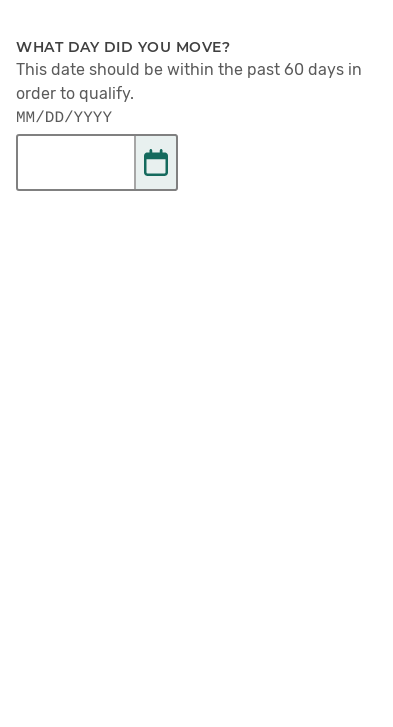 WHAT DAY DID YOU MOVE?
This date should be within the past 60 days in
order to qualify.
MM/DD/YYYY